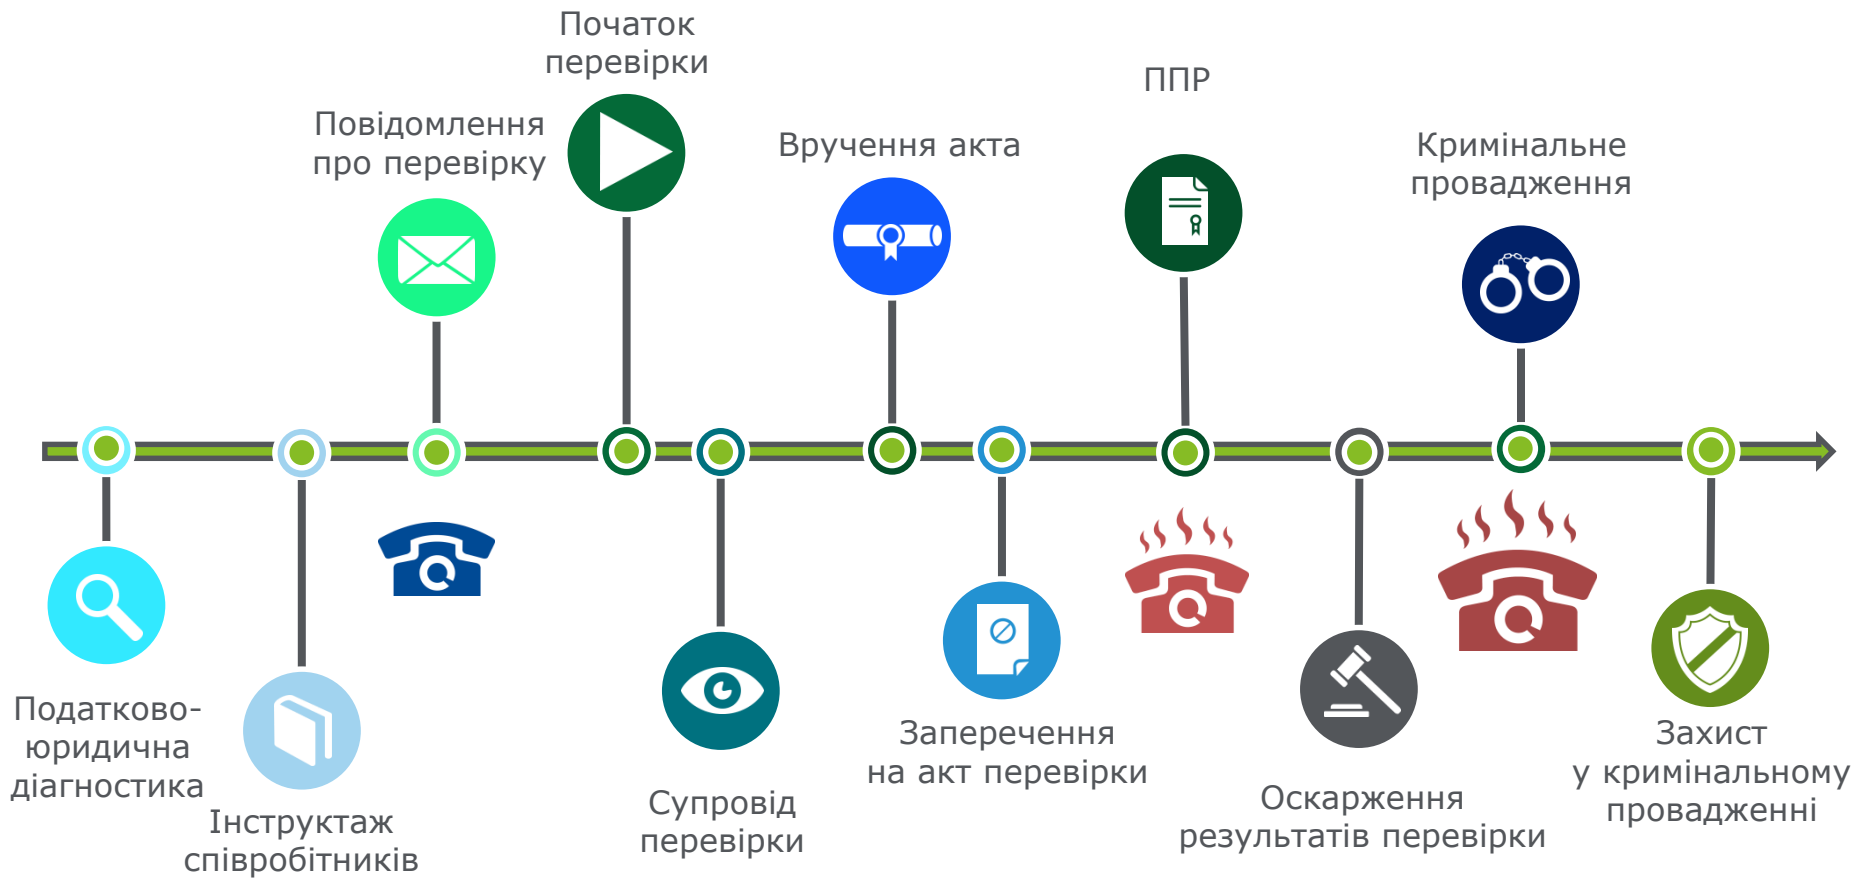 Початок
перевірки
ППР
Повідомлення
про перевірку
Вручення акта
Кримінальне
провадження
Податково-
юридична
діагностика
Інструктаж
співробітників
Супровід
перевірки
Заперечення
на акт перевірки
Оскарження
результатів перевірки
Захист
у кримінальному
провадженні